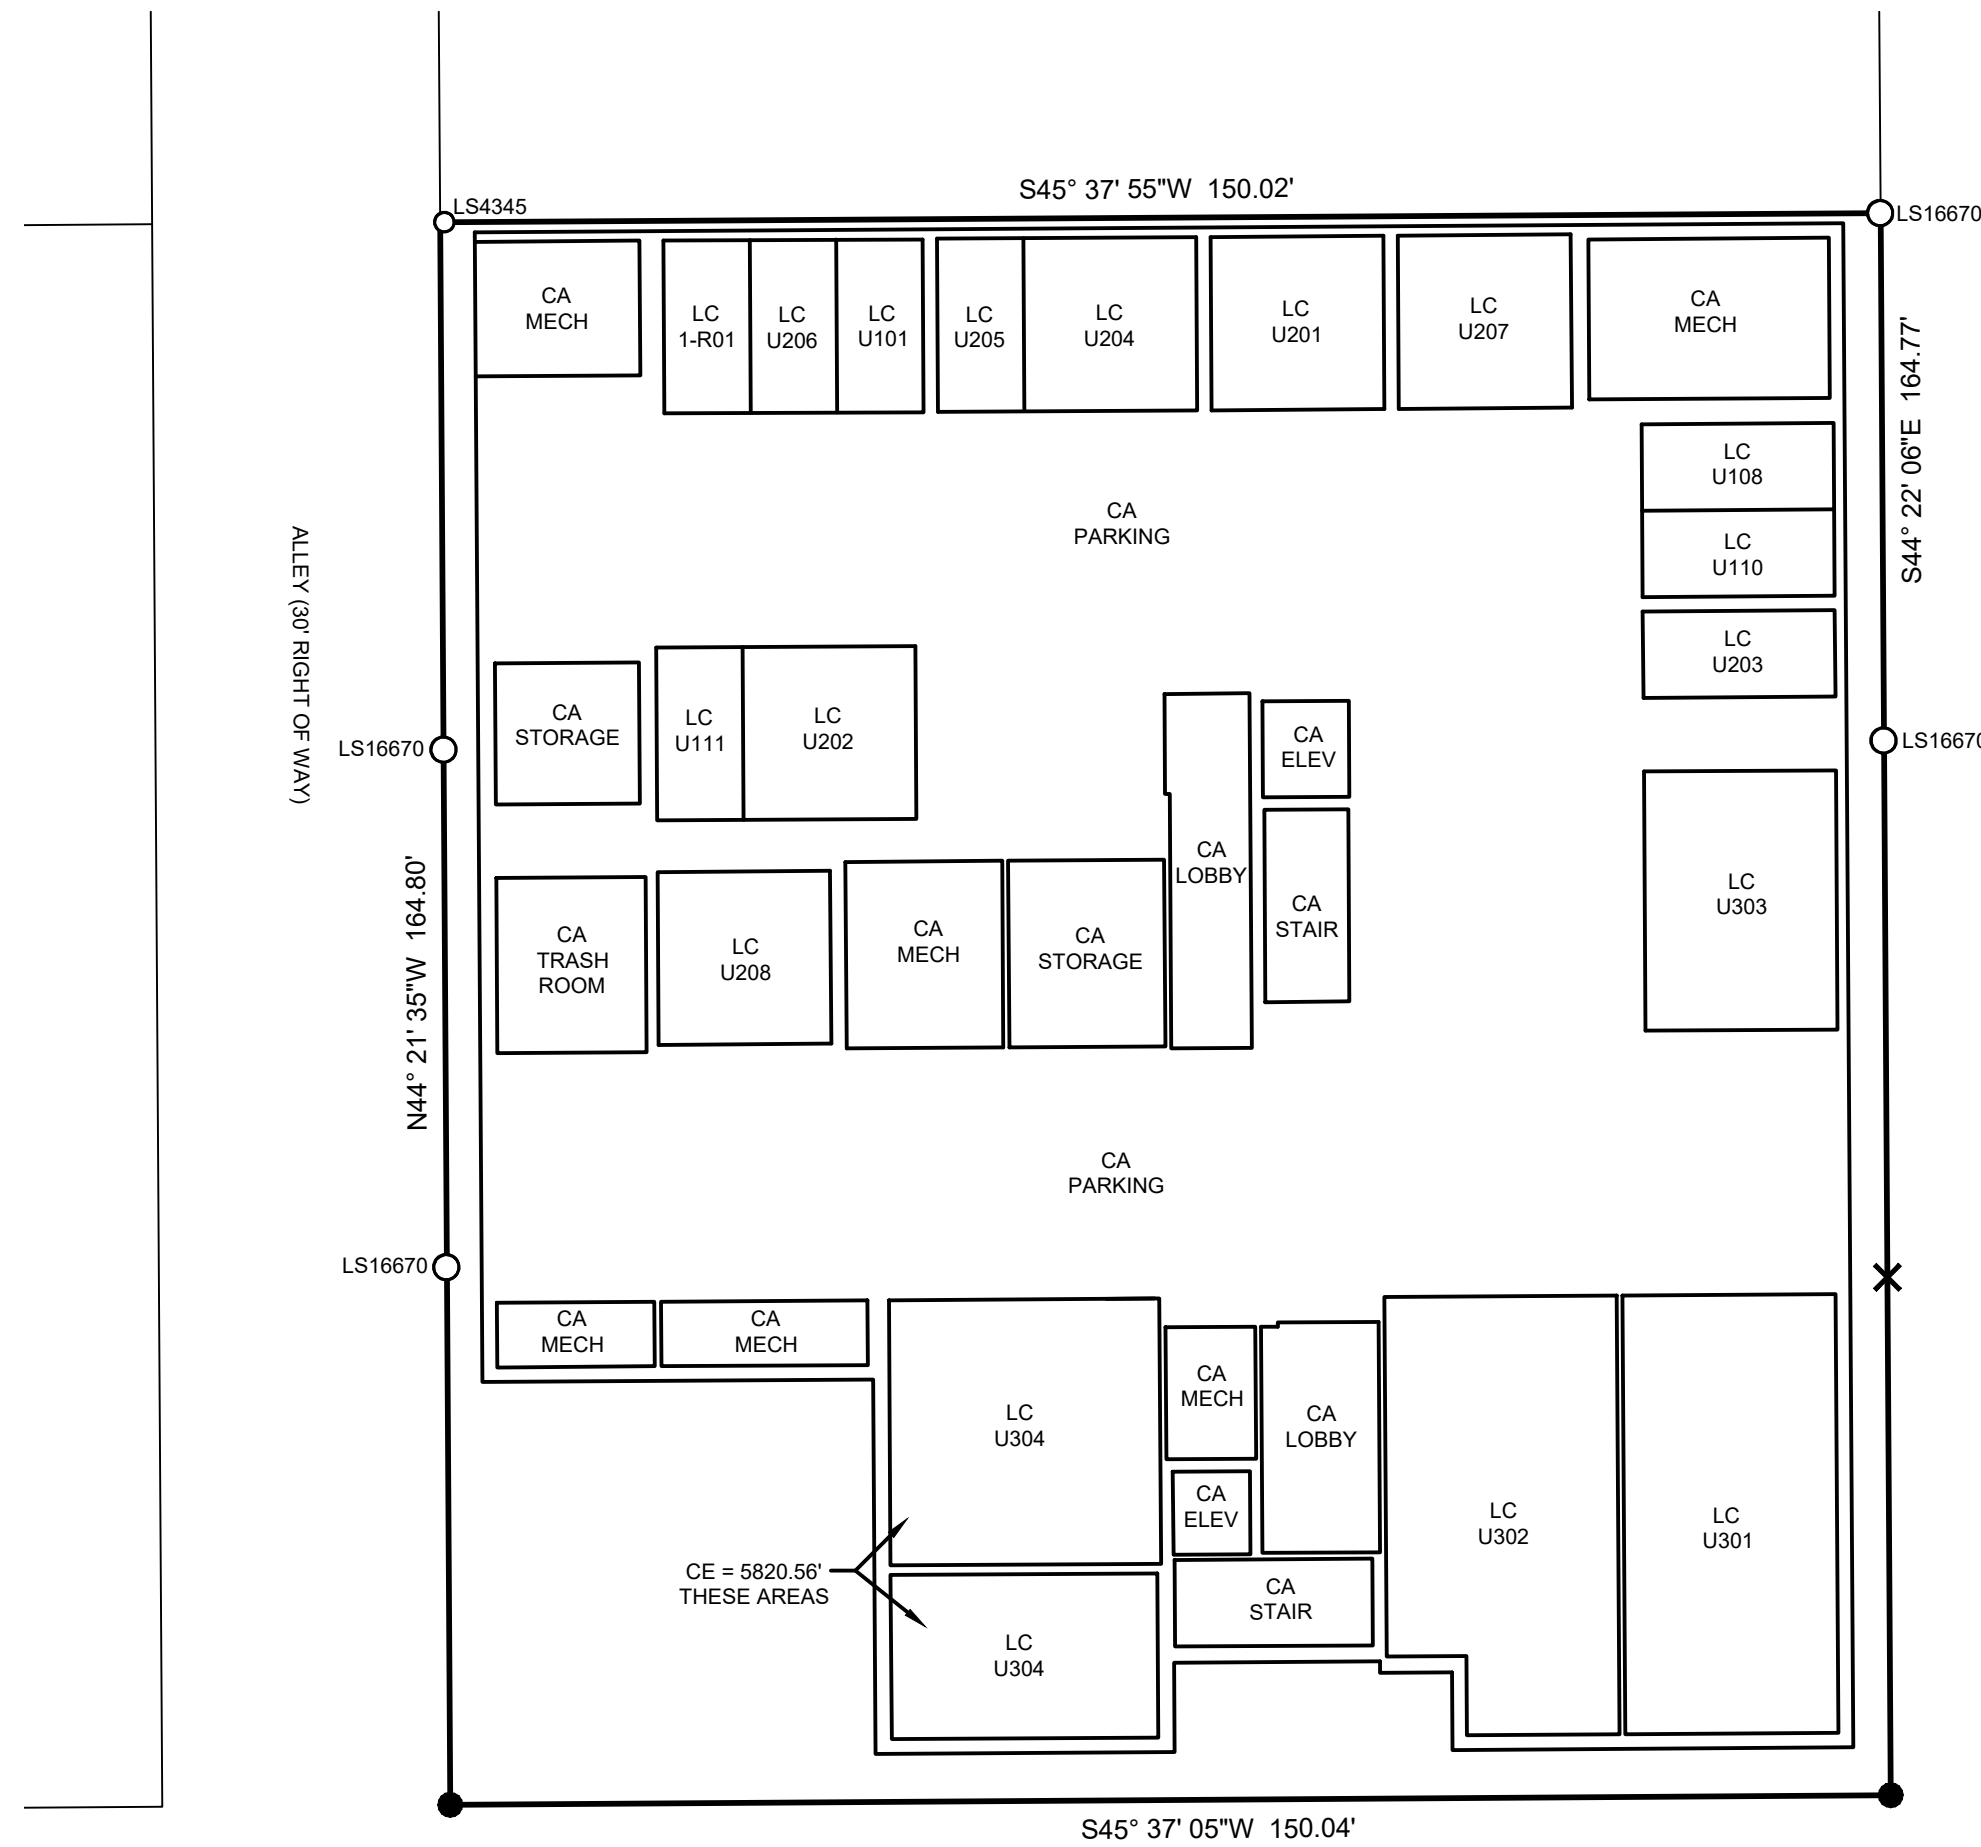 S45° 37' 55"W  150.02'
LS4345
LS16670
CA
MECH
LC
1-R01
LC
U206
LC
U101
LC
U205
LC
U204
LC
U201
LC
U207
CA
MECH
S44° 22' 06"E  164.77'
LC
U108
LC
U110
LC
U203
CA
PARKING
ALLEY (30' RIGHT OF WAY)
CA
STORAGE
LC
U111
LC
U202
CA
ELEV
LS16670
LS16670
CA
LOBBY
CA
STAIR
LC
U303
N44° 21' 35"W  164.80'
CA
TRASH
ROOM
LC
U208
CA
MECH
CA
STORAGE
CA
PARKING
LS16670
CA
MECH
CA
MECH
LC
U304
CA
MECH
CA
LOBBY
CA
ELEV
LC
U302
LC
U301
CE = 5820.56'
THESE AREAS
CA
STAIR
LC
U304
S45° 37' 05"W  150.04'